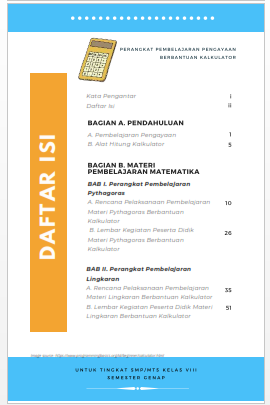 PERANGKAT PEMBELAJARAN PENGAYAAN
BERBANTUAN KALKULATOR
DAFTAR ISI
Kata Pengantar i
Daftar Isi ii
BAGIAN A. PENDAHULUAN
A. Pembelajaran Pengayaan 1
B. Alat Hitung Kalkulator 5
BAGIAN B. MATERI
PEMBELAJARAN MATEMATIKA
BAB I. Perangkat Pembelajaran
Pythagoras
A. Rencana Pelaksanaan Pembelajaran 10
Materi Pythagoras Berbantuan
Kalkulator
B. Lembar Kegiatan Peserta Didik 26
Materi Pythagoras Berbantuan
Kalkulator
BAB II. Perangkat Pembelajaran
Lingkaran
A. Rencana Pelaksanaan Pembelajaran 35
Materi Lingkaran Berbantuan Kalkulator
B. Lembar Kegiatan Peserta Didik Materi 51
Lingkaran Berbantuan Kalkulator
UNTUK TINGKAT SMP/MTS KELAS VIII
SEMESTER GENAP